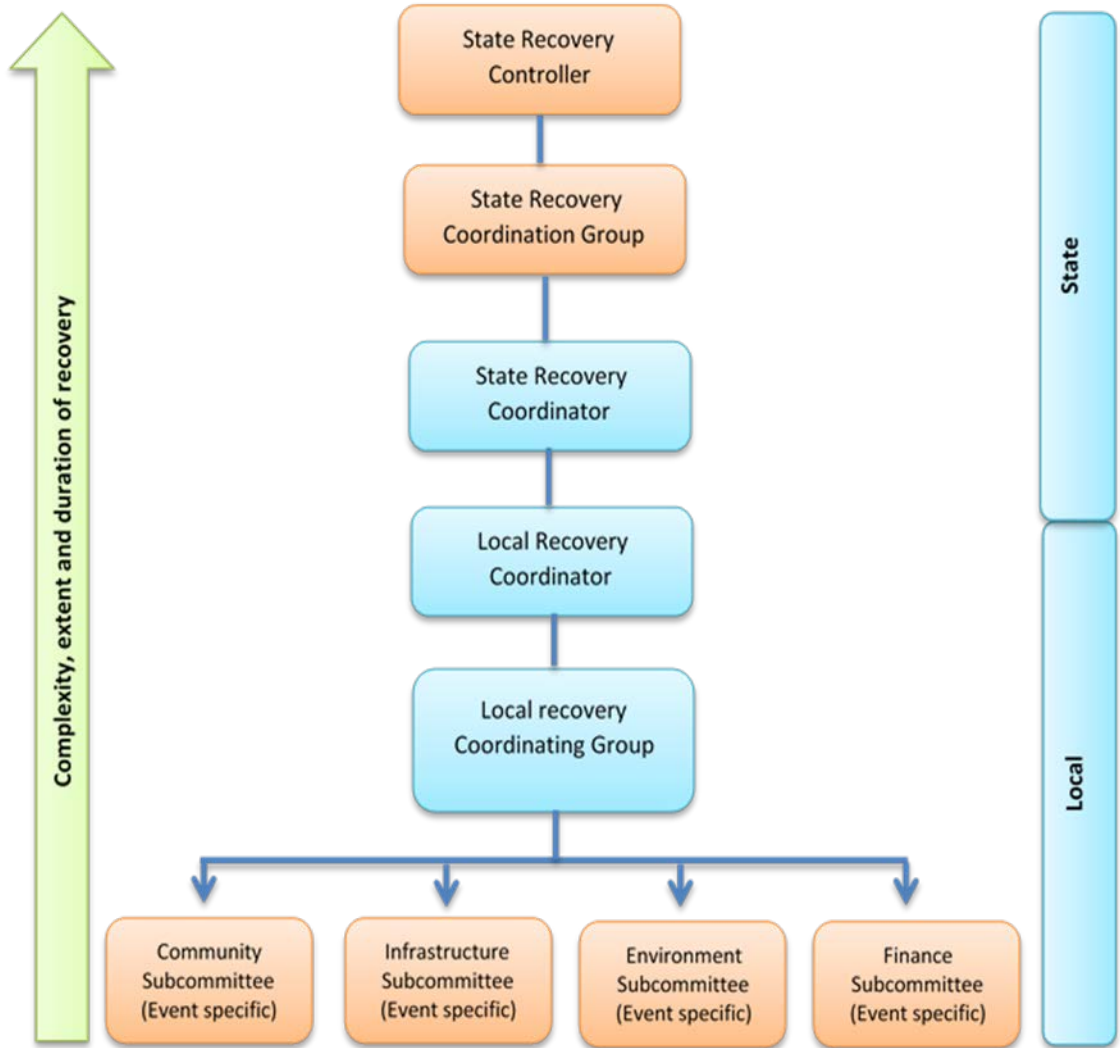 State Recovery
Controller
State Recovery
Coordination Group
State Recovery
Coordinator
Local Recovery
Coordinator
Local recovery
Coordinating Group
Community
Subcommittee
(Event specific)
Infrastructure
Subcommittee
(Event specific)
Environment
Subcommittee
(Event specific)
Finance
Subcommittee
(Event specific)
Complexity, extent and duration of recovery
State
Local